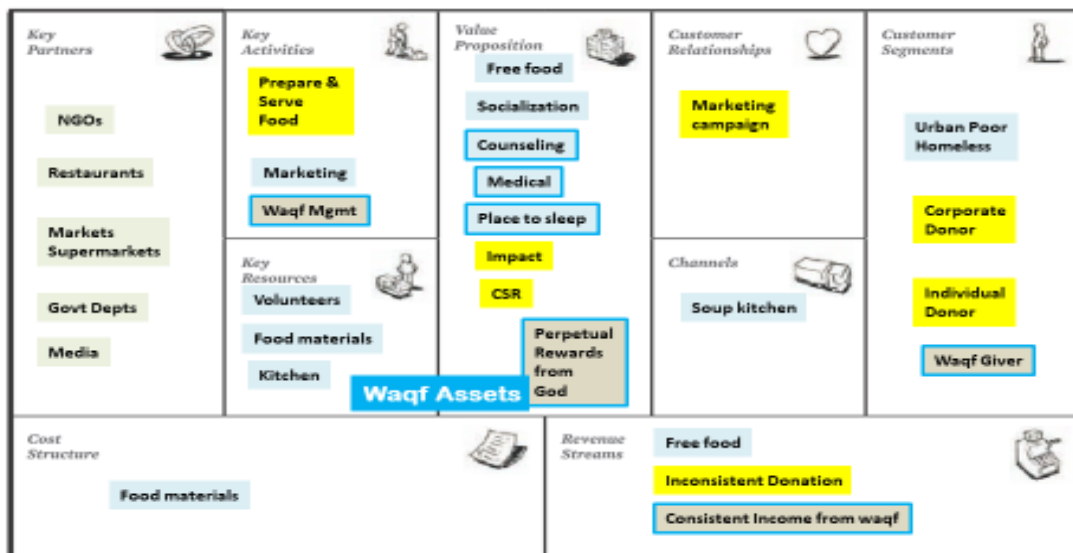 Key
Partners
NGOs
Restaurants
Markets
Supermarkets
Govt Depts
Media
Key
Activities
Prepare &
Serve
Food
Marketing
Waqf Mgmt
Key
Resources
Volunteers
Food materials
Kitchen
Waqf Assets
Value
Proposition
Free food
Socialization
Counseling
Medical
Place to sleep
Impact
CSR
Perpetual
Rewards
from
God
Customer
Relationships
Marketing
campaign
Channels
Soup kitchen
Customer
Segments
Urban Poor
Homeless
Corporate
Donor
Individual
Donor
Waqf Giver
Cost
Structure
Food materials
Revenue
Streams
Free food
Inconsistent Donation
Consistent Income from waqf